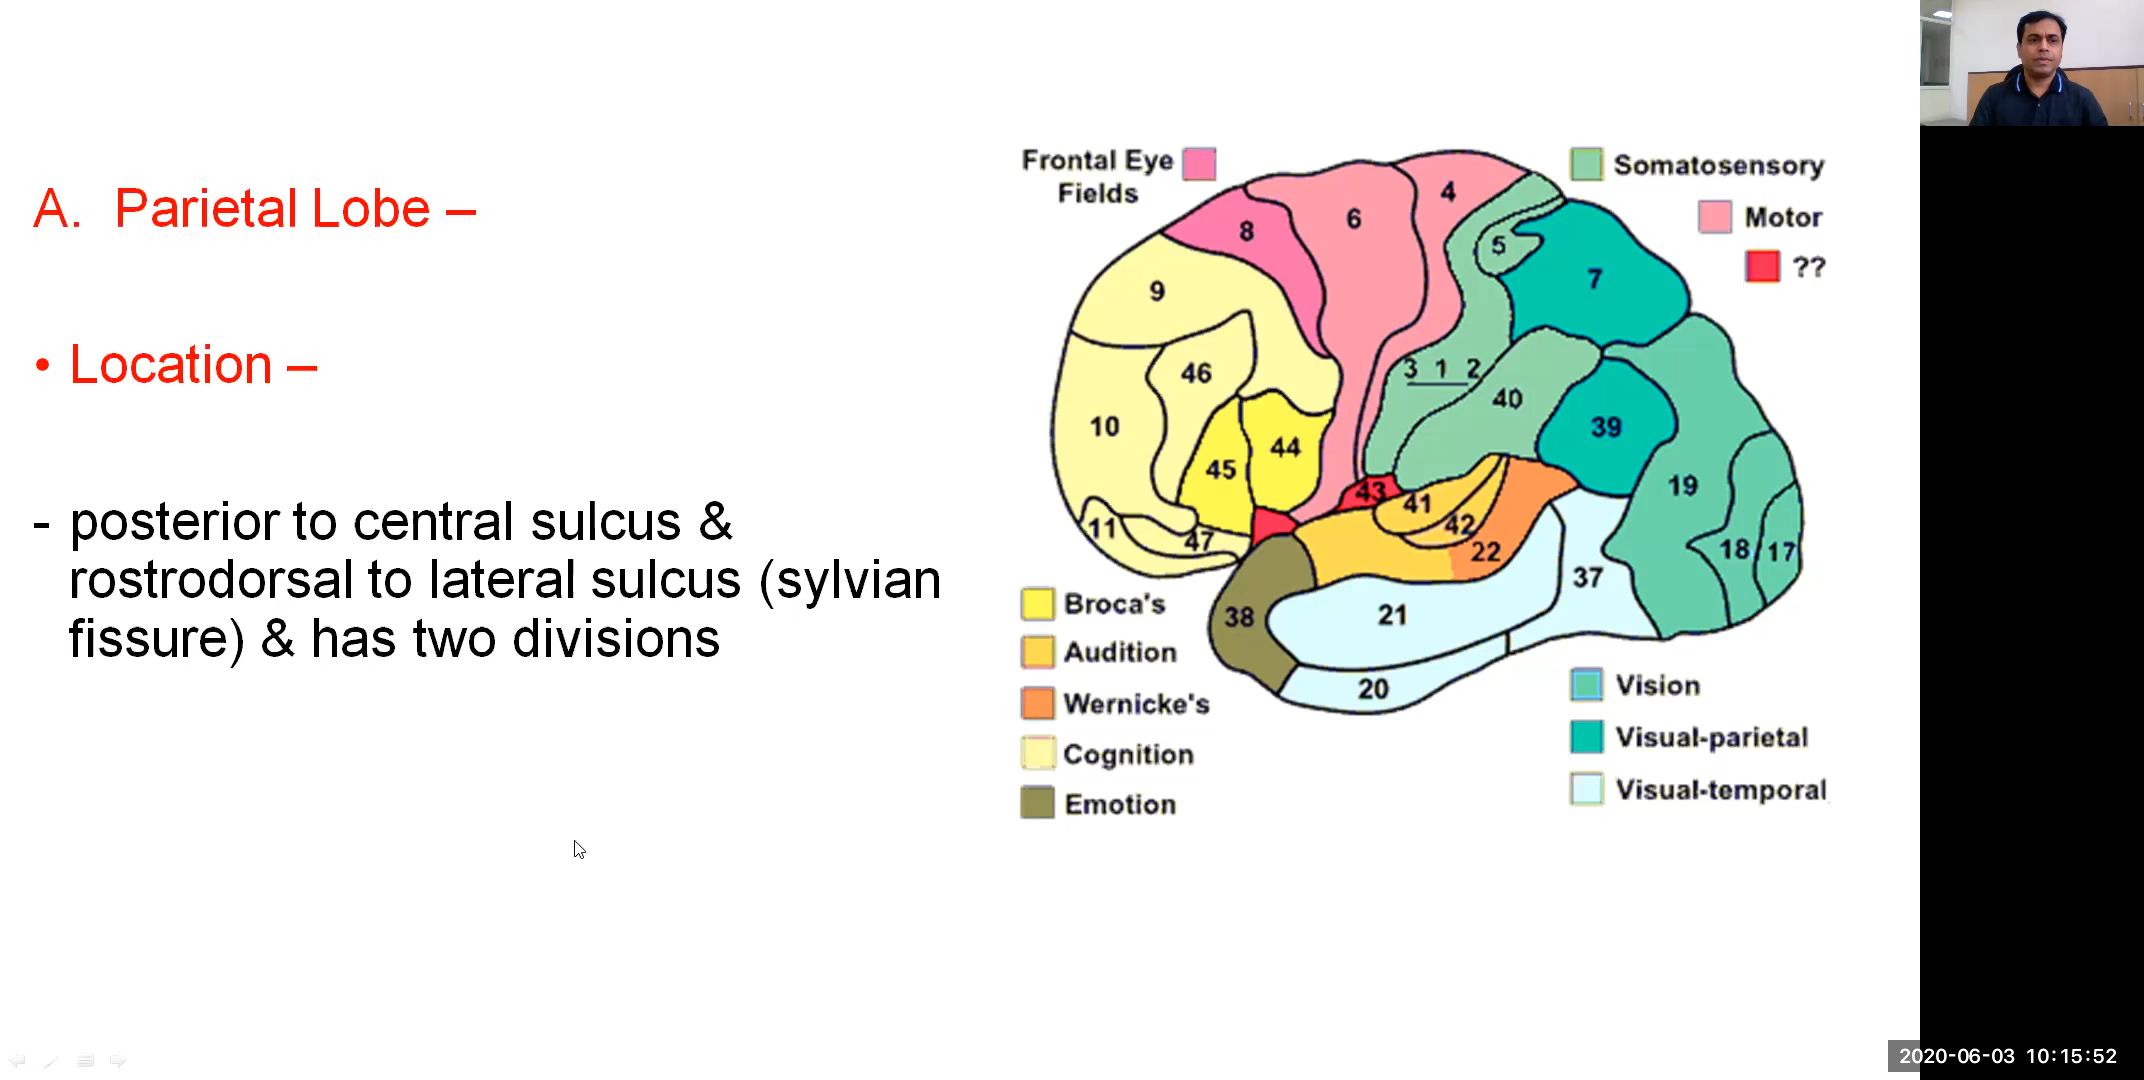 A. Parietal Lobe –
• Location –
- posterior to central sulcus &
rostrodorsal to lateral sulcus (sylvian
fissure) & has two divisions
Frontal Eye
Fields
Somatosensory
Motor
??
4
6
8
5
7
9
3 1 2
46
40
10
39
44
45
19
43
41
11
42
47
22
18
17
37
38
21
20
Broca's
Audition
Wernicke's
Cognition
Emotion
Vision
Visual-parietal
Visual-temporal
2020-06-03 10:15:52